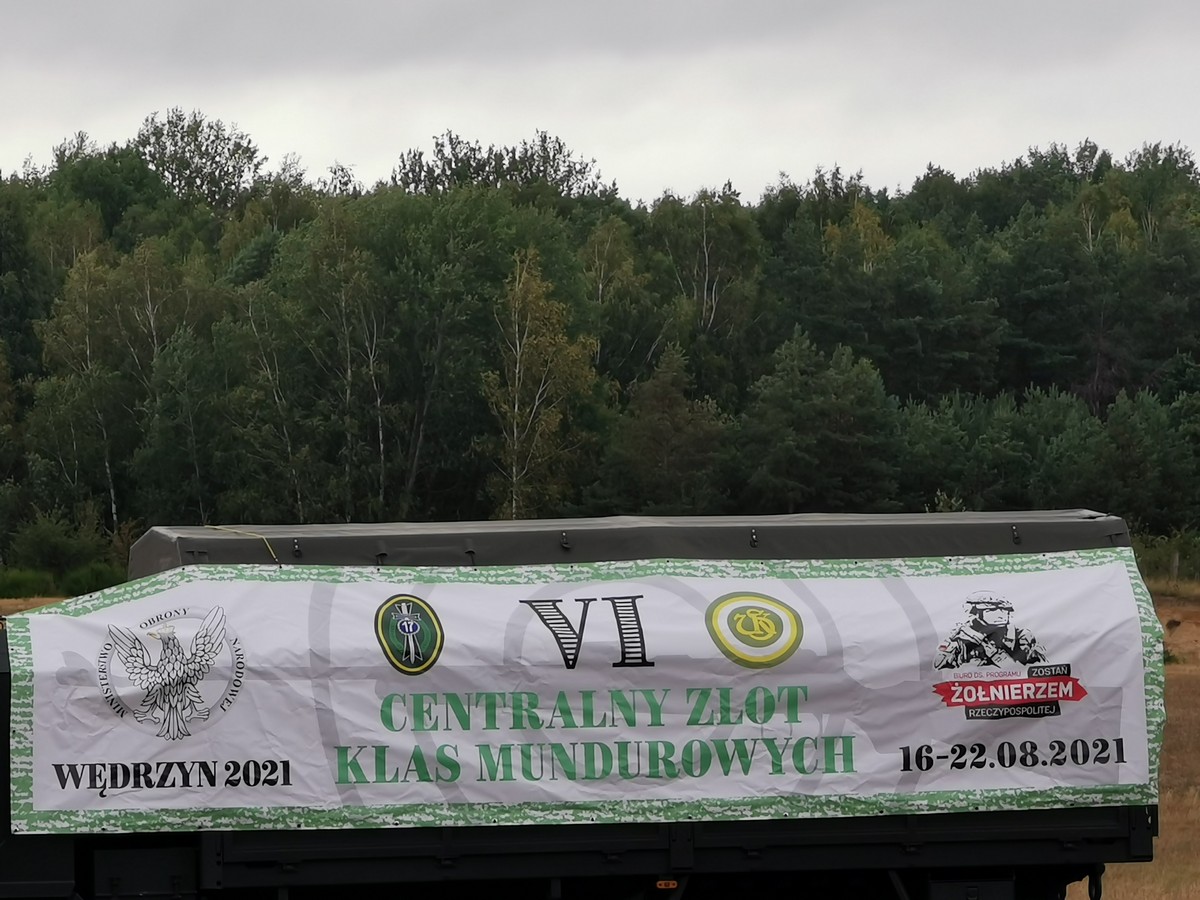 MINISTERSTWO OBRONY NARODOWEJ
WĘDRZYN 2021
17
VI
CENTRALNY ZLOT
KLAS MUNDUROWYCH
BIURO DS. PROGRAMU ZOSTAŃ
ŻOŁNIERZEM
RZECZYPOSPOLITEJ
16-22.08.2021